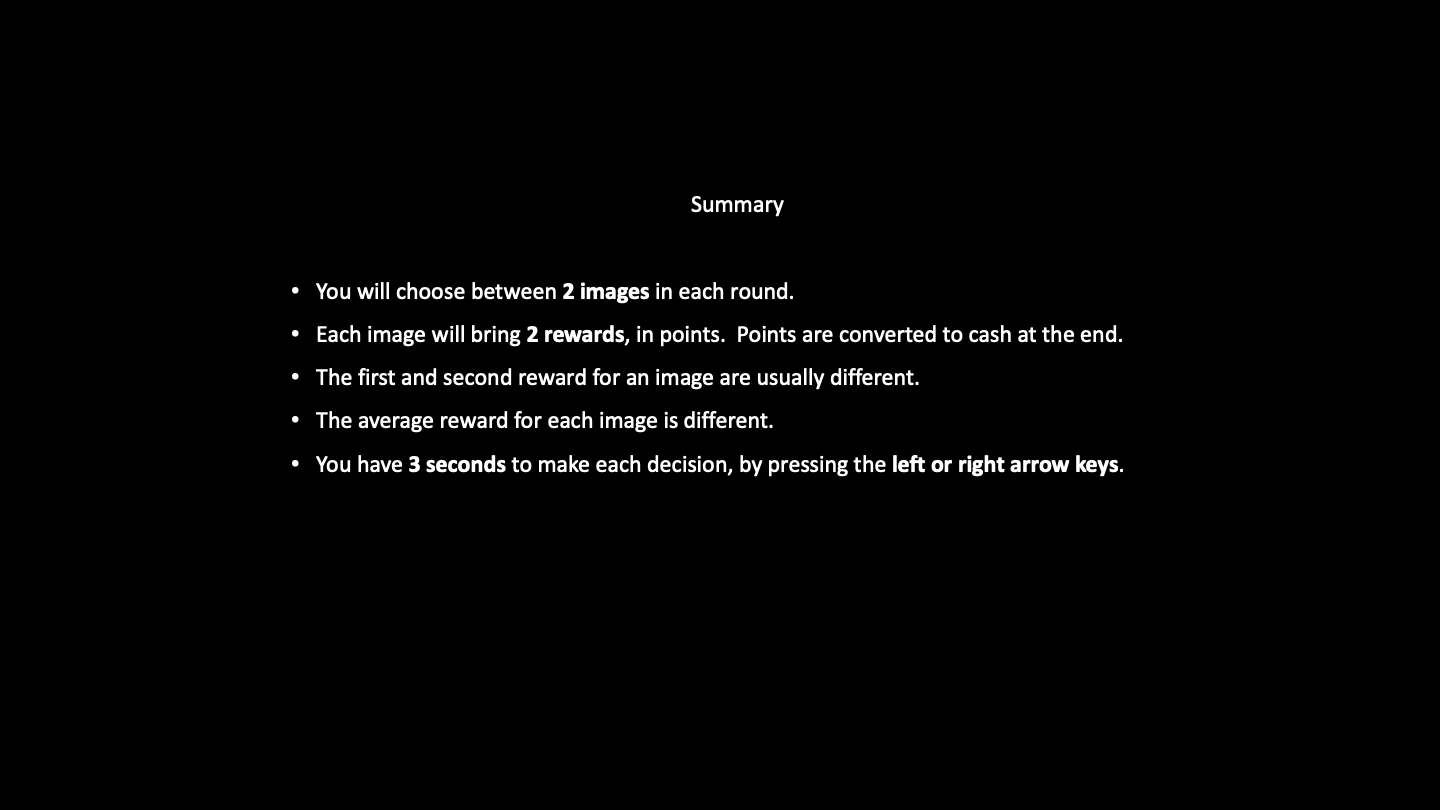 Summary
• You will choose between 2 images in each round.
• Each image will bring 2 rewards, in points.  Points are converted to cash at the end.
• The first and second reward for an image are usually different.
• The average reward for each image is different.
• You have 3 seconds to make each decision, by pressing the left or right arrow keys.